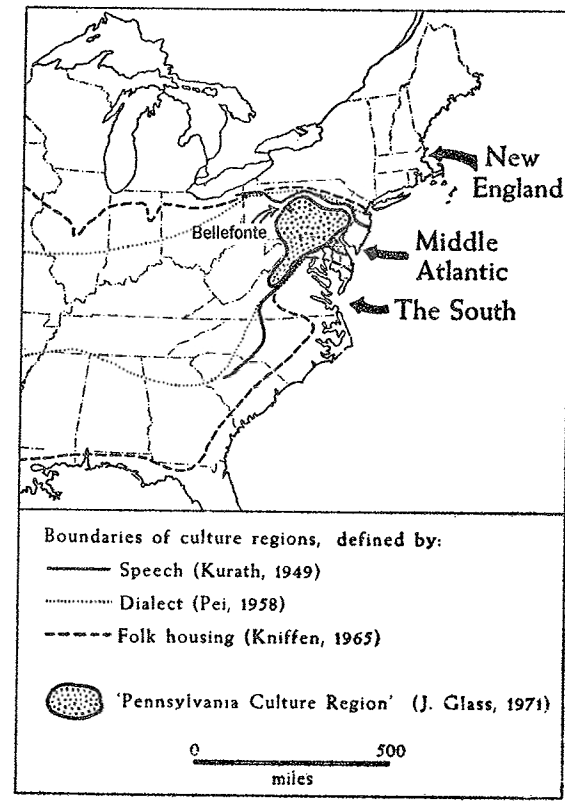 New
England
Bellefonte
Middle
Atlantic
The South
Boundaries of culture regions, defined by:
Speech (Kurath, 1949)
Dialect (Pei, 1958)
Folk housing (Kniffen, 1965)
'Pennsylvania Culture Region' (J. Glass, 1971)
0 500
miles